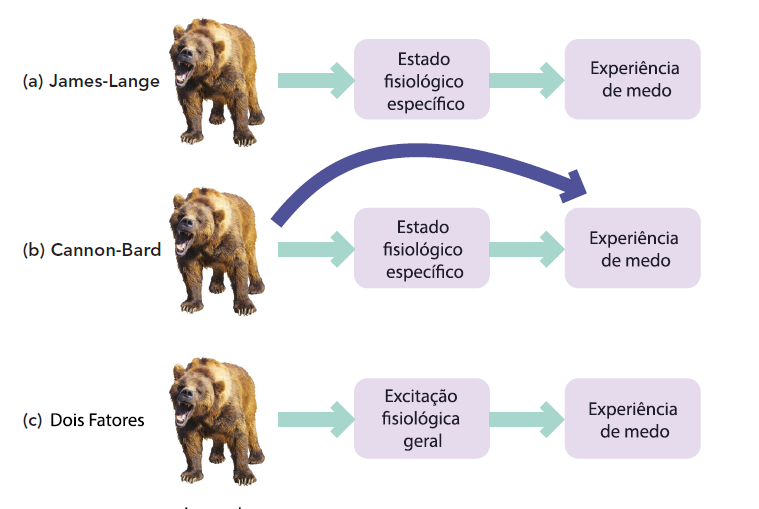 (a) James-Lange
Estado
fisiológico
específico
Experiência
de medo
(b) Cannon-Bard
Estado
fisiológico
específico
Experiência
de medo
(c) Dois Fatores
Excitação
fisiológica
geral
Experiência
de medo